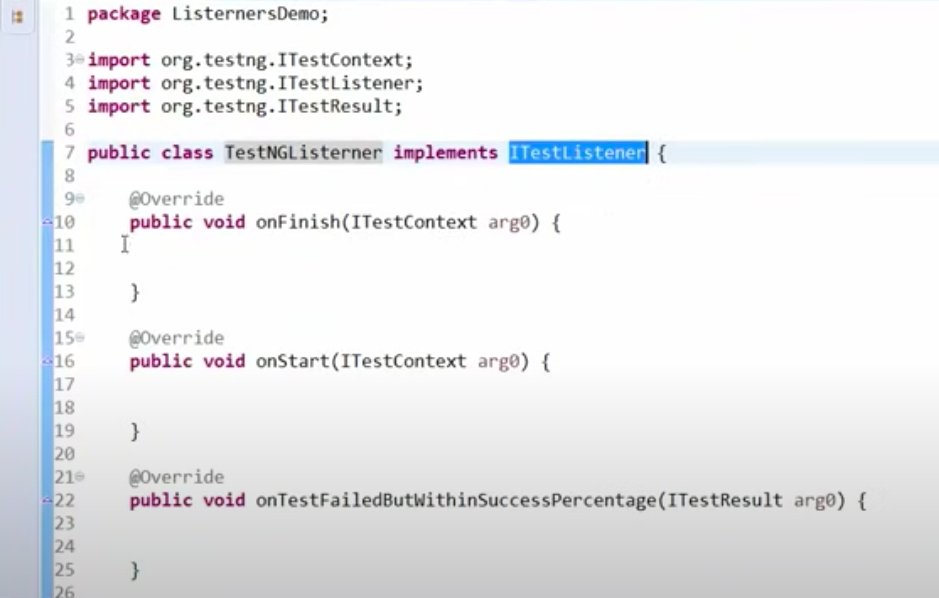 1 package ListernersDemo;
2
3 import org.testng.ITestContext;
4 import org.testng.ITestListener;
5 import org.testng.ITestResult;
6
7 public class TestNGListerner implements ITestListener {
8
9 @Override
10 public void onFinish(ITestContext arg0) {
11
12
13 }
14
15 @Override
16 public void onStart(ITestContext arg0) {
17
18
19 }
20
21 @Override
22 public void onTestFailedButWithinSuccessPercentage(ITestResult arg0) {
23
24
25 }
26